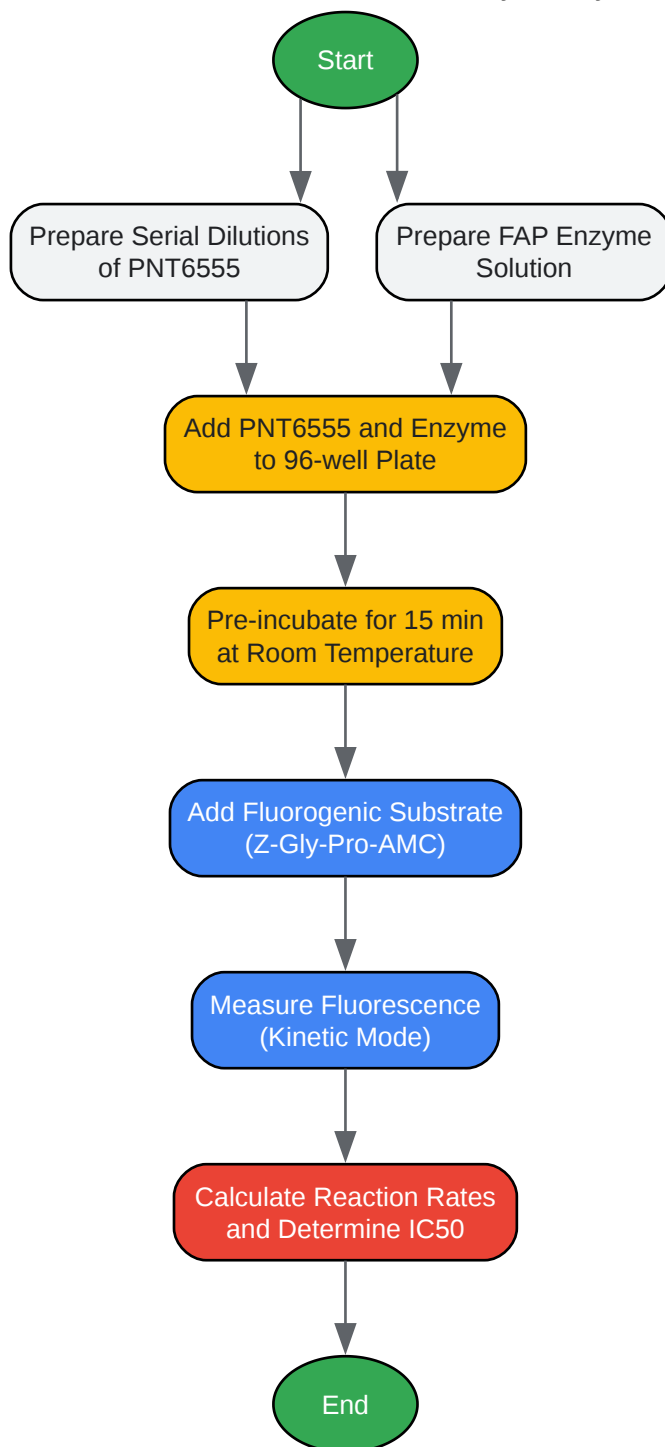 Start
Prepare Serial Dilutions
of PNT6555
Prepare FAP Enzyme
Solution
Add PNT6555 and Enzyme
to 96-well Plate
Pre-incubate for 15 min
at Room Temperature
Add Fluorogenic Substrate
(Z-Gly-Pro-AMC)
Measure Fluorescence
(Kinetic Mode)
Calculate Reaction Rates
and Determine IC50
End